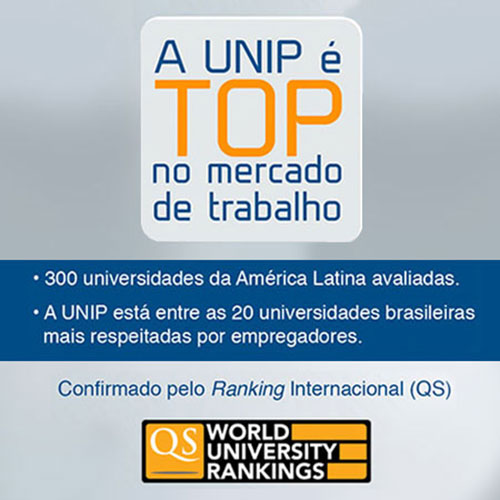 A UNIP é
TOP
no mercado
de trabalho
• 300 universidades da América Latina avaliadas.
• A UNIP está entre as 20 universidades brasileiras
mais respeitadas por empregadores.
Confirmado pelo Ranking Internacional (QS)
QS WORLD
UNIVERSITY
RANKINGS